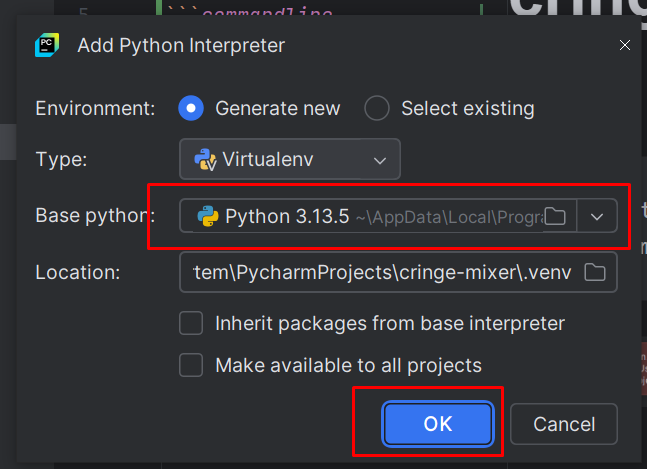 5 ```commandline
PC Add Python Interpreter
Environment: Generate new Select existing
Type: Virtualenv
Base python: Python 3.13.5 ~\AppData\Local\Progra
Location: tem\PycharmProjects\cringe-mixer\.venv
Inherit packages from base interpreter
Make available to all projects
OK Cancel